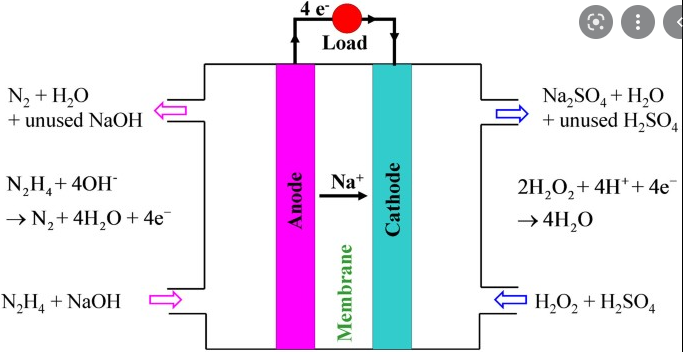 4 e⁻
Load
N₂ + H₂O
+ unused NaOH
Na₂SO₄ + H₂O
+ unused H₂SO₄
N₂H₄ + 4OH⁻
→ N₂ + 4H₂O + 4e⁻
Anode
Na⁺
Cathode
2H₂O₂ + 4H⁺ + 4e⁻
→ 4H₂O
Membrane
N₂H₄ + NaOH
H₂O₂ + H₂SO₄